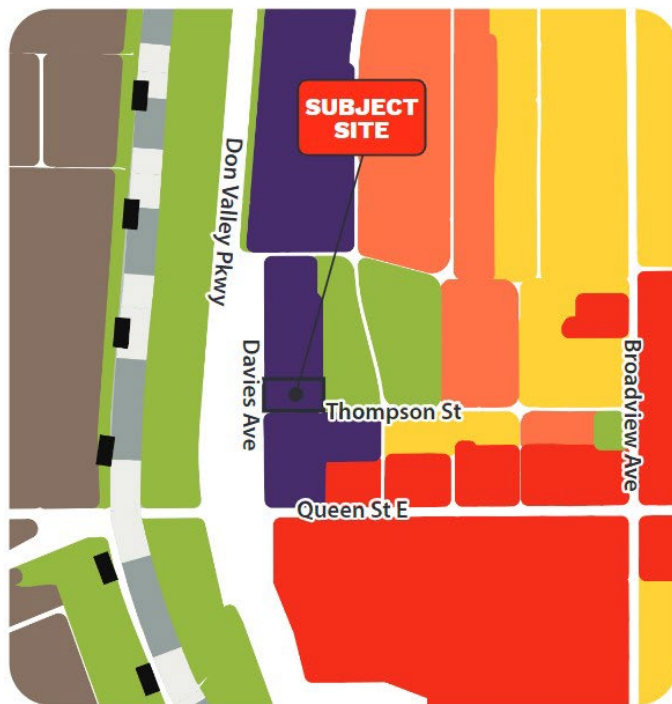 SUBJECT
SITE
Don Valley Pkwy
Davies Ave
Broadview Ave
Thompson St
Queen St E